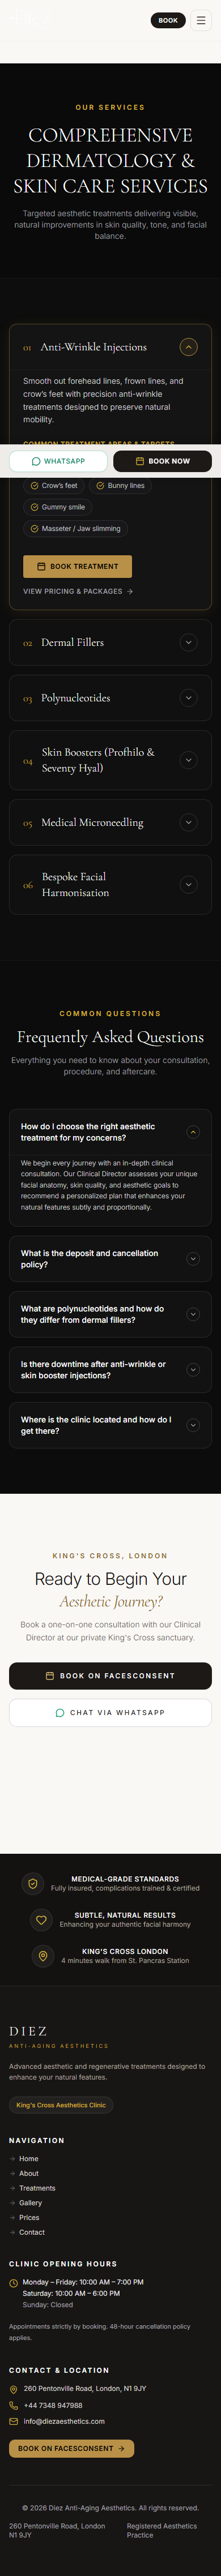 BOOK
OUR SERVICES
COMPREHENSIVE
DERMATOLOGY &
SKIN CARE SERVICES
Targeted aesthetic treatments delivering visible,
natural improvements in skin quality, tone, and facial
balance.
01 Anti-Wrinkle Injections
Smooth out forehead lines, frown lines, and
crow's feet with precision anti-wrinkle
treatments designed to preserve natural
mobility.
COMMON TREATMENT AREAS & TARGETS
WHATSAPP BOOK NOW
Crow's feet Bunny lines
Gummy smile
Masseter / Jaw slimming
BOOK TREATMENT
VIEW PRICING & PACKAGES →
02 Dermal Fillers
03 Polynucleotides
04 Skin Boosters (Profhilo &
Seventy Hyal)
05 Medical Microneedling
06 Bespoke Facial
Harmonisation
COMMON QUESTIONS
Frequently Asked Questions
Everything you need to know about your consultation,
procedure, and aftercare.
How do I choose the right aesthetic
treatment for my concerns?
We begin every journey with an in-depth clinical
consultation. Our Clinical Director assesses your unique
facial anatomy, skin quality, and aesthetic goals to
recommend a personalized plan that enhances your
natural features subtly and proportionally.
What is the deposit and cancellation
policy?
What are polynucleotides and how do
they differ from dermal fillers?
Is there downtime after anti-wrinkle or
skin booster injections?
Where is the clinic located and how do I
get there?
KING'S CROSS, LONDON
Ready to Begin Your
Aesthetic Journey?
Book a one-on-one consultation with our Clinical
Director at our private King's Cross sanctuary.
BOOK ON FACESCONSENT
CHAT VIA WHATSAPP
MEDICAL-GRADE STANDARDS
Fully insured, complications trained & certified
SUBTLE, NATURAL RESULTS
Enhancing your authentic facial harmony
KING'S CROSS LONDON
4 minutes walk from St. Pancras Station
DIEZ
ANTI-AGING AESTHETICS
Advanced aesthetic and regenerative treatments designed to
enhance your natural features.
King's Cross Aesthetics Clinic
NAVIGATION
→ Home
→ About
→ Treatments
→ Gallery
→ Prices
→ Contact
CLINIC OPENING HOURS
Monday – Friday: 10:00 AM – 7:00 PM
Saturday: 10:00 AM – 6:00 PM
Sunday: Closed
Appointments strictly by booking. 48-hour cancellation policy
applies.
CONTACT & LOCATION
260 Pentonville Road, London, N1 9JY
+44 7348 947988
info@diezaesthetics.com
BOOK ON FACESCONSENT →
© 2026 Diez Anti-Aging Aesthetics. All rights reserved.
260 Pentonville Road, London
N1 9JY
Registered Aesthetics
Practice